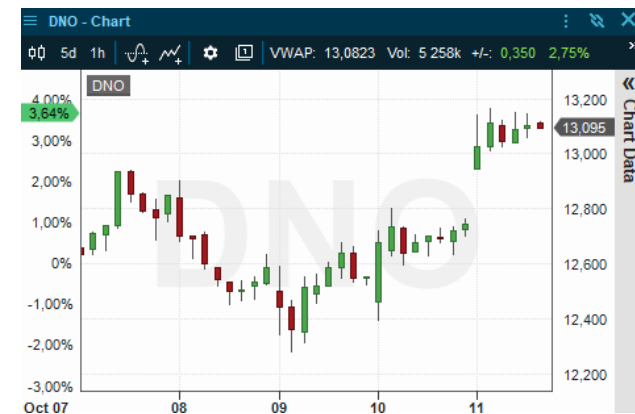 DNO - Chart
5d 1h 1 VWAP: 13,0823 Vol: 5 258k +/-: 0,350 2,75%
DNO
DNO
4,00%
3,64%
3,00%
2,00%
1,00%
0%
-1,00%
-2,00%
-3,00%
13,200
13,095
13,000
12,800
12,600
12,400
12,200
Chart Data
Oct 07 08 09 10 11